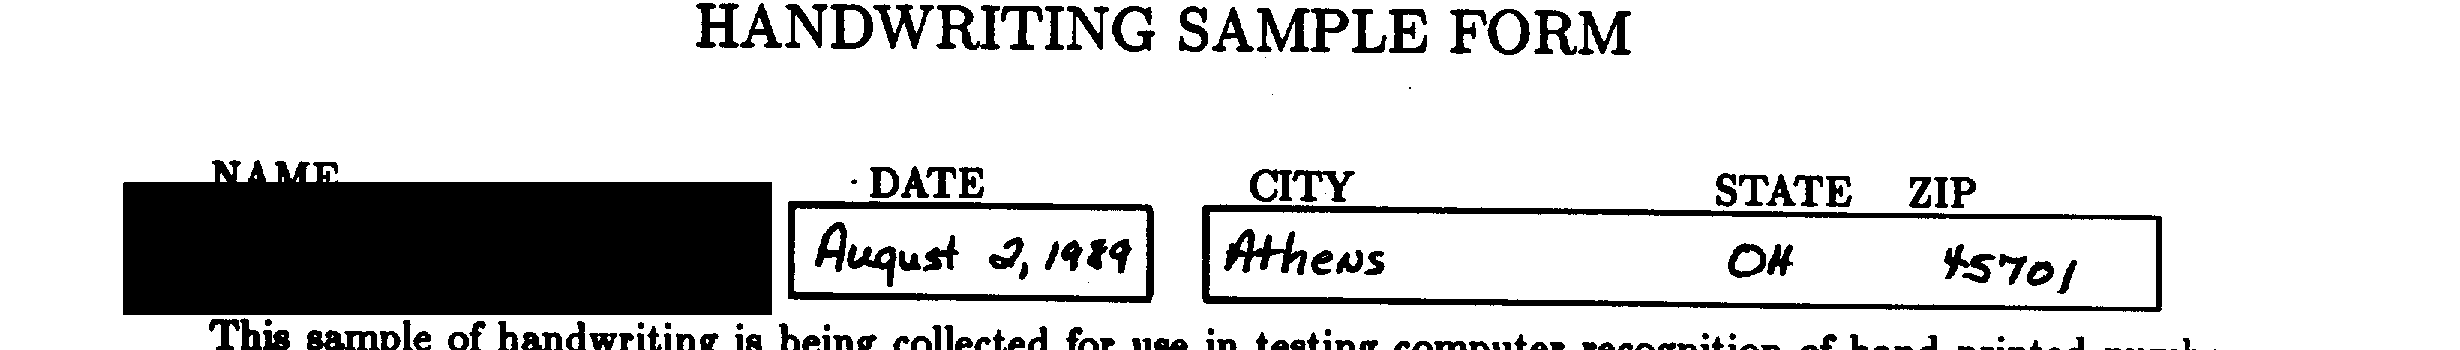 HANDWRITING SAMPLE FORM
NAME DATE CITY STATE ZIP
August 2, 1989 Athens OH 45701
This sample of handwriting is being collected for use in testing computer recognition of hand printed